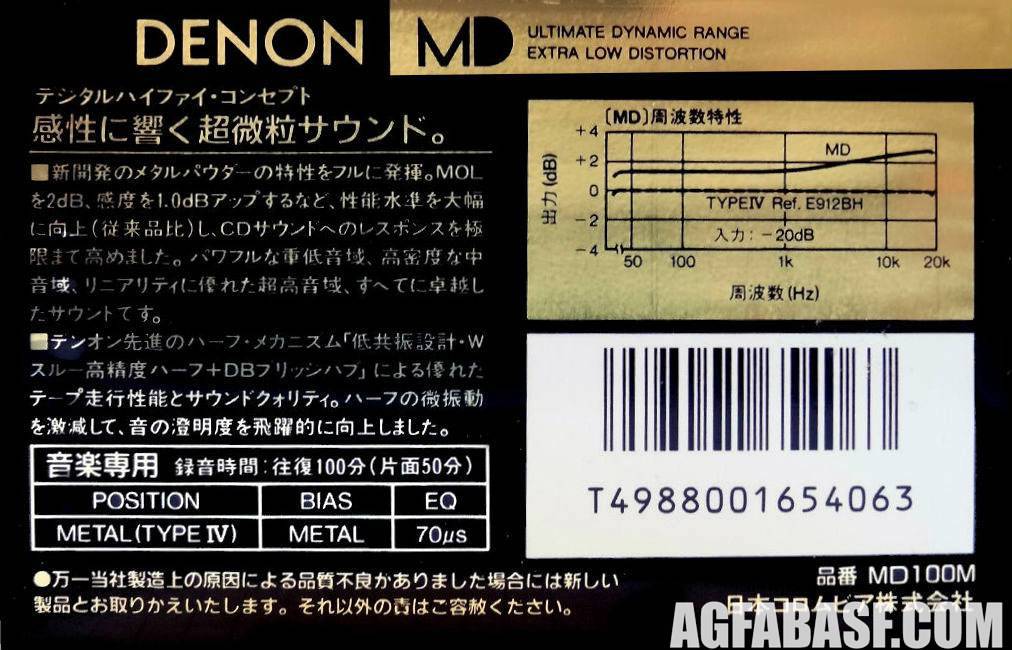 DENON MD ULTIMATE DYNAMIC RANGE
EXTRA LOW DISTORTION
デジタルハイファイ・コンセプト
感性に響く超微粒サウンド。
■新開発のメタルパウダーの特性をフルに発揮。MOL
を2dB、感度を1.0dBアップするなど、性能水準を大幅
に向上(従来品比)し、CDサウンドへのレスポンスを極
限まで高めました。パワフルな重低音域、高密度な中
音域、リニアリティに優れた超高音域、すべてに卓越し
たサウンドです。
■デンオン先進のハーフ・メカニズム「低共振設計・W
スルー高精度ハーフ+DBフリッシハブ」による優れた
テープ走行性能とサウンドクォリティ。ハーフの微振動
を激減して、音の澄明度を飛躍的に向上しました。
音楽専用 録音時間:往復100分(片面50分)
POSITION BIAS EQ
METAL(TYPE Ⅳ) METAL 70μs
●万一当社製造上の原因による品質不良がありました場合には新しい
製品とお取りかえいたします。それ以外の責はご容赦ください。
[MD]周波数特性
出力(dB)
+4
+2
0
-2
-4
MD
TYPEⅣ Ref. E912BH
入力: -20dB
50 100 1k 10k 20k
周波数(Hz)
T4988001654063
品番 MD100M
日本コロムビア株式会社
AGFABASF.COM